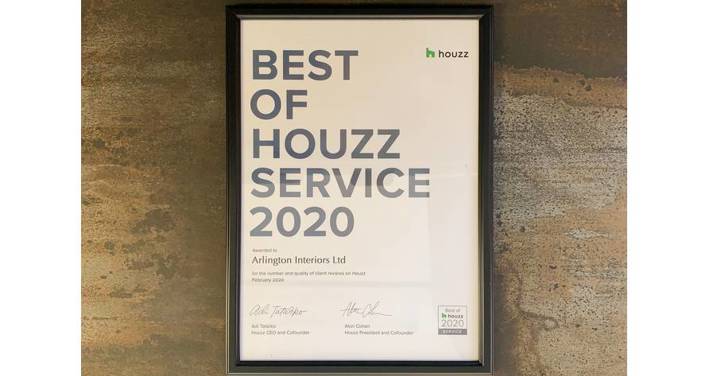 houzz
BEST
OF
HOUZZ
SERVICE
2020
Awarded to
Arlington Interiors Ltd
for the number and quality of client reviews on Houzz
February 2020
Adi Tatarko
Adi Tatarko
Houzz CEO and Cofounder
Alon Cohen
Houzz President and Cofounder
Best of
houzz
2020
SERVICE